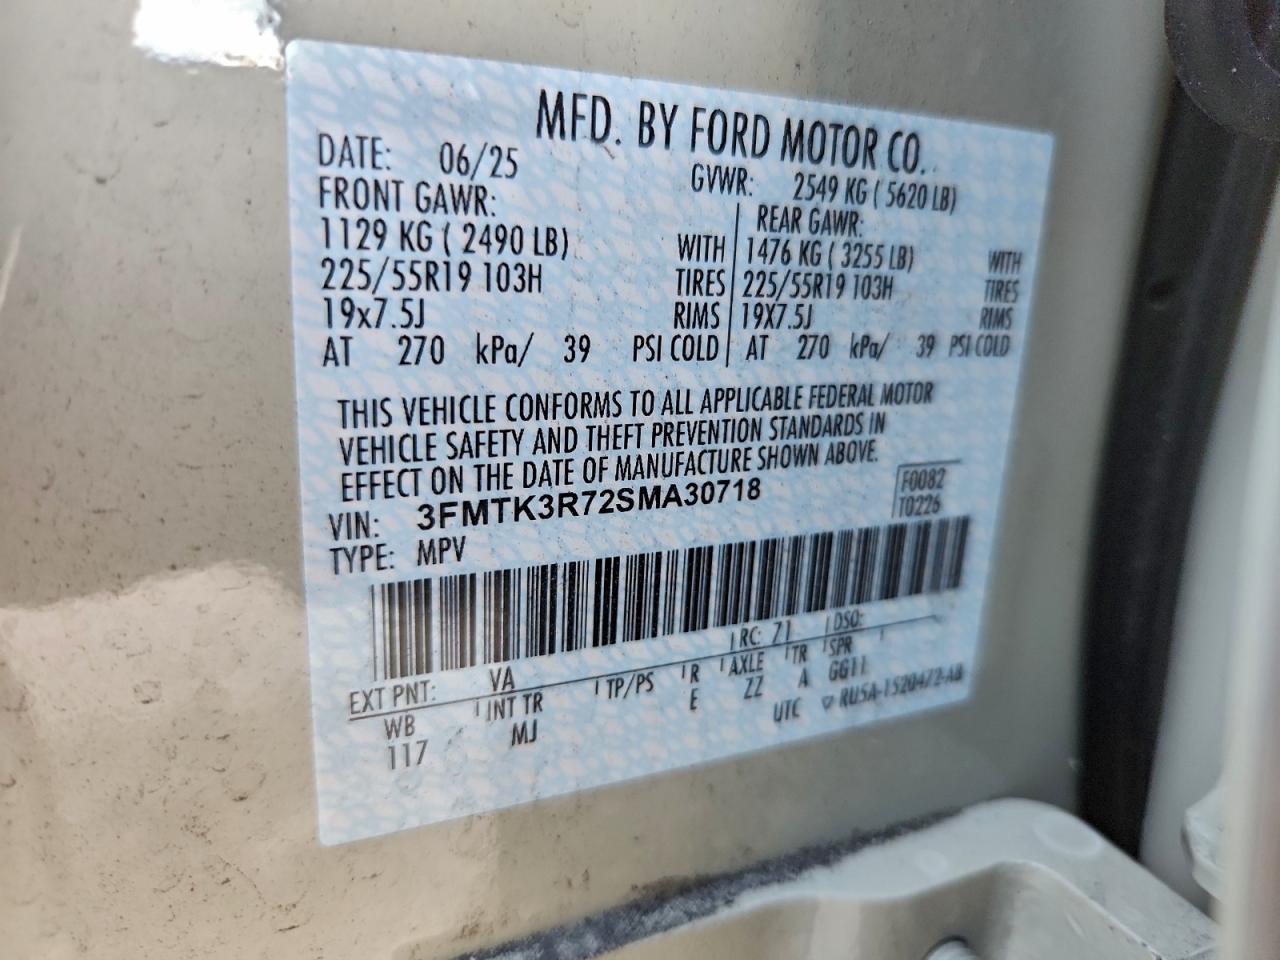 MFD. BY FORD MOTOR CO.
DATE: 06/25 GVWR: 2549 KG ( 5620 LB)
FRONT GAWR: REAR GAWR:
1129 KG ( 2490 LB) WITH 1476 KG ( 3255 LB) WITH
225/55R19 103H TIRES 225/55R19 103H TIRES
19x7.5J RIMS 19X7.5J RIMS
AT 270 kPa/ 39 PSI COLD AT 270 kPa/ 39 PSI COLD
THIS VEHICLE CONFORMS TO ALL APPLICABLE FEDERAL MOTOR
VEHICLE SAFETY AND THEFT PREVENTION STANDARDS IN
EFFECT ON THE DATE OF MANUFACTURE SHOWN ABOVE.
VIN: 3FMTK3R72SMA30718 F0082
TYPE: MPV T0226
EXT PNT: VA RC: 71 DSO:
WB INT TR TP/PS R AXLE TR SPR
117 MJ E ZZ A GG11
UTC RU5A-1520472-AB